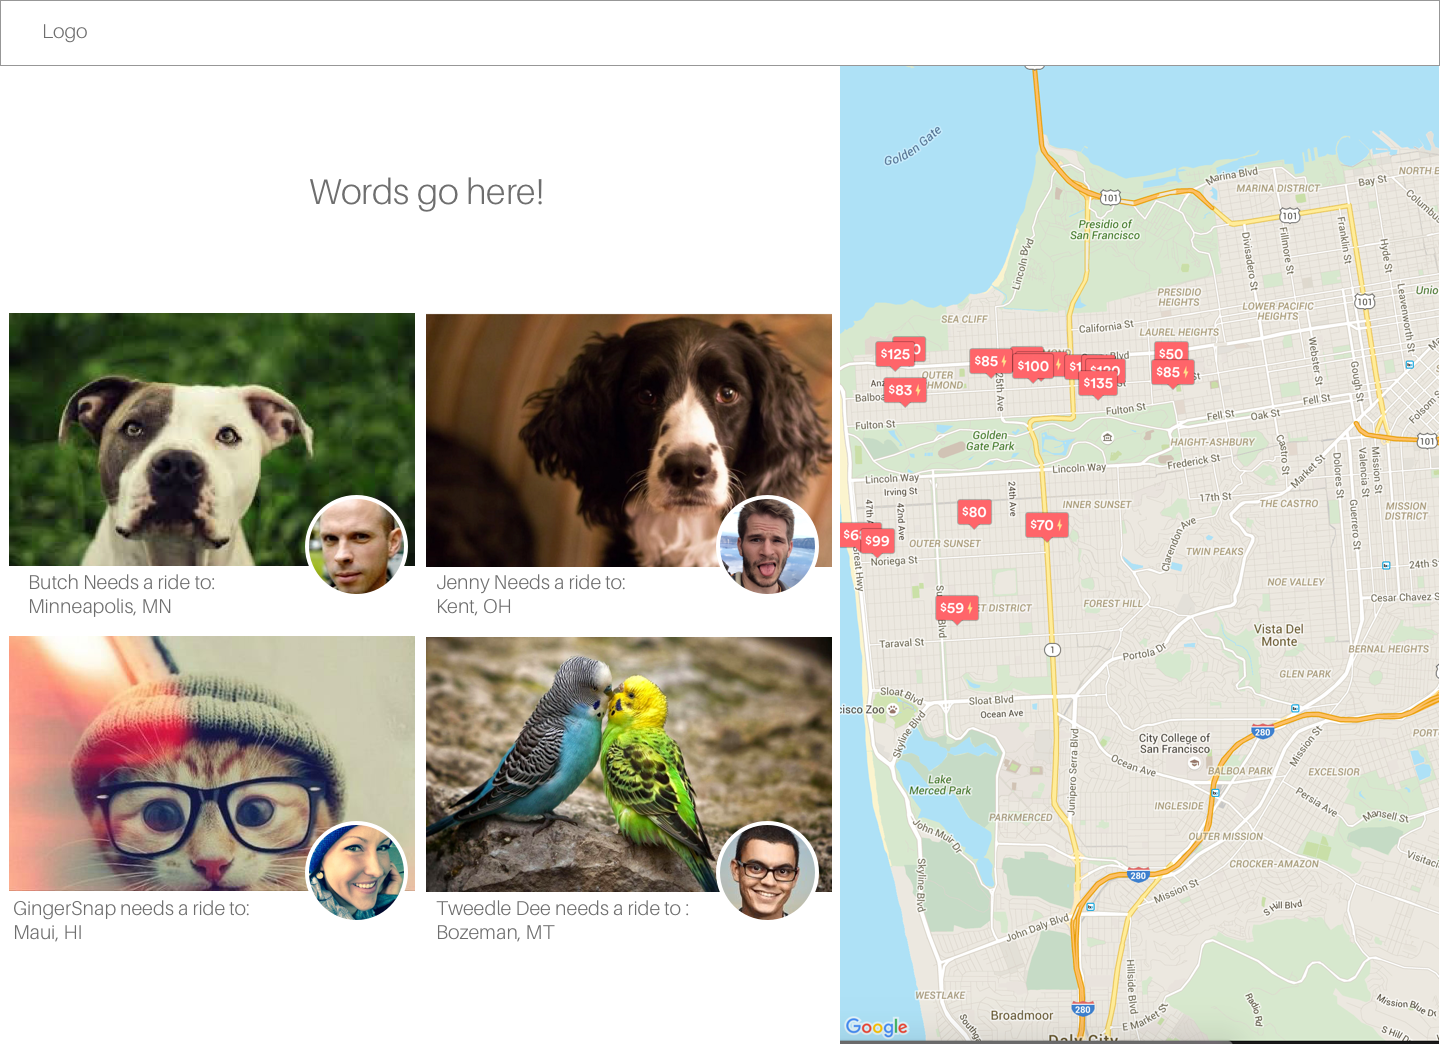 Logo
Words go here!
Butch Needs a ride to:
Minneapolis, MN
Jenny Needs a ride to:
Kent, OH
GingerSnap needs a ride to:
Maui, HI
Tweedle Dee needs a ride to :
Bozeman, MT
Golden Gate
101
Presidio of
San Francisco
Marina Blvd
MARINA DISTRICT
Bay St
NORTH
101
Columbus
Lincoln Blvd
Divisadero St
Fillmore St
Franklin St
Hyde St
Leavenworth St
PRESIDIO
HEIGHTS
LOWER PACIFIC
HEIGHTS
Unio
101
SEA CLIFF
California St
LAUREL HEIGHTS
Webster St
Gough St
$125
$85
$100
$135
$50
$85
$83
OUTER
Balboa
25th Ave
Fulton St
Fulton St
Fell St
Oak St
Fell St
Folsom S
101
Golden
Gate Park
HAIGHT-ASHBURY
Lincoln Way
Lincoln Way
Frederick St
Castro St
Market St
Dolores St
Valencia St
Mission St
Irving St
47th A
42nd Ave
24th Ave
INNER SUNSET
17th St
THE CASTRO
MISSION
DISTRICT
$80
$70
$99
OUTER SUNSET
Noriega St
Great Hwy
Clarendon Ave
TWIN PEAKS
Guerrero St
24th S
NOE VALLEY
Cesar Chavez S
$59
ET DISTRICT
Blvd
FOREST HILL
Taraval St
1
Portola Dr
Vista Del
Monte
BERNAL HEIGHTS
GLEN PARK
Sloat Blvd
Sloat Blvd
Ocean Ave
cisco Zoo
Skyline Blvd
Junipero Serra Blvd
City College of
San Francisco
280
Mission St
PORT
Ocean Ave
BALBOA PARK
EXCELSIOR
Lake
Merced Park
Persia Ave
INGLESIDE
PARKMERCED
Mansell St
John Muir Dr
OUTER MISSION
CROCKER-AMAZON
Visitaci
Skyline Blvd
280
Mission St
S Hill Blvd
John Daly Blvd
Hillside Blvd
WESTLAKE
Radio Rd
Mission Blue Dr
280
Broadmoor
E Market St
Southg
Google
Daly City